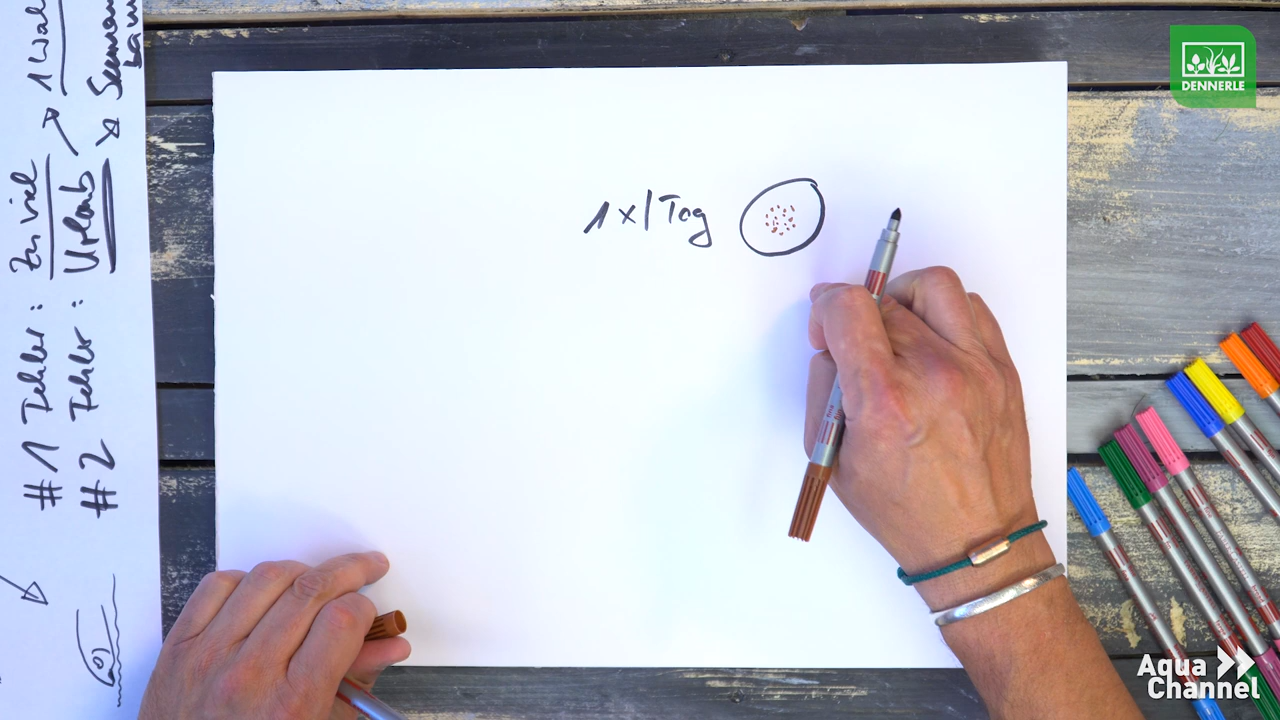 1x/Tag
#1 Fehler: zu viel
#2 Fehler: Urlaub
DENNERLE
Aqua
Channel